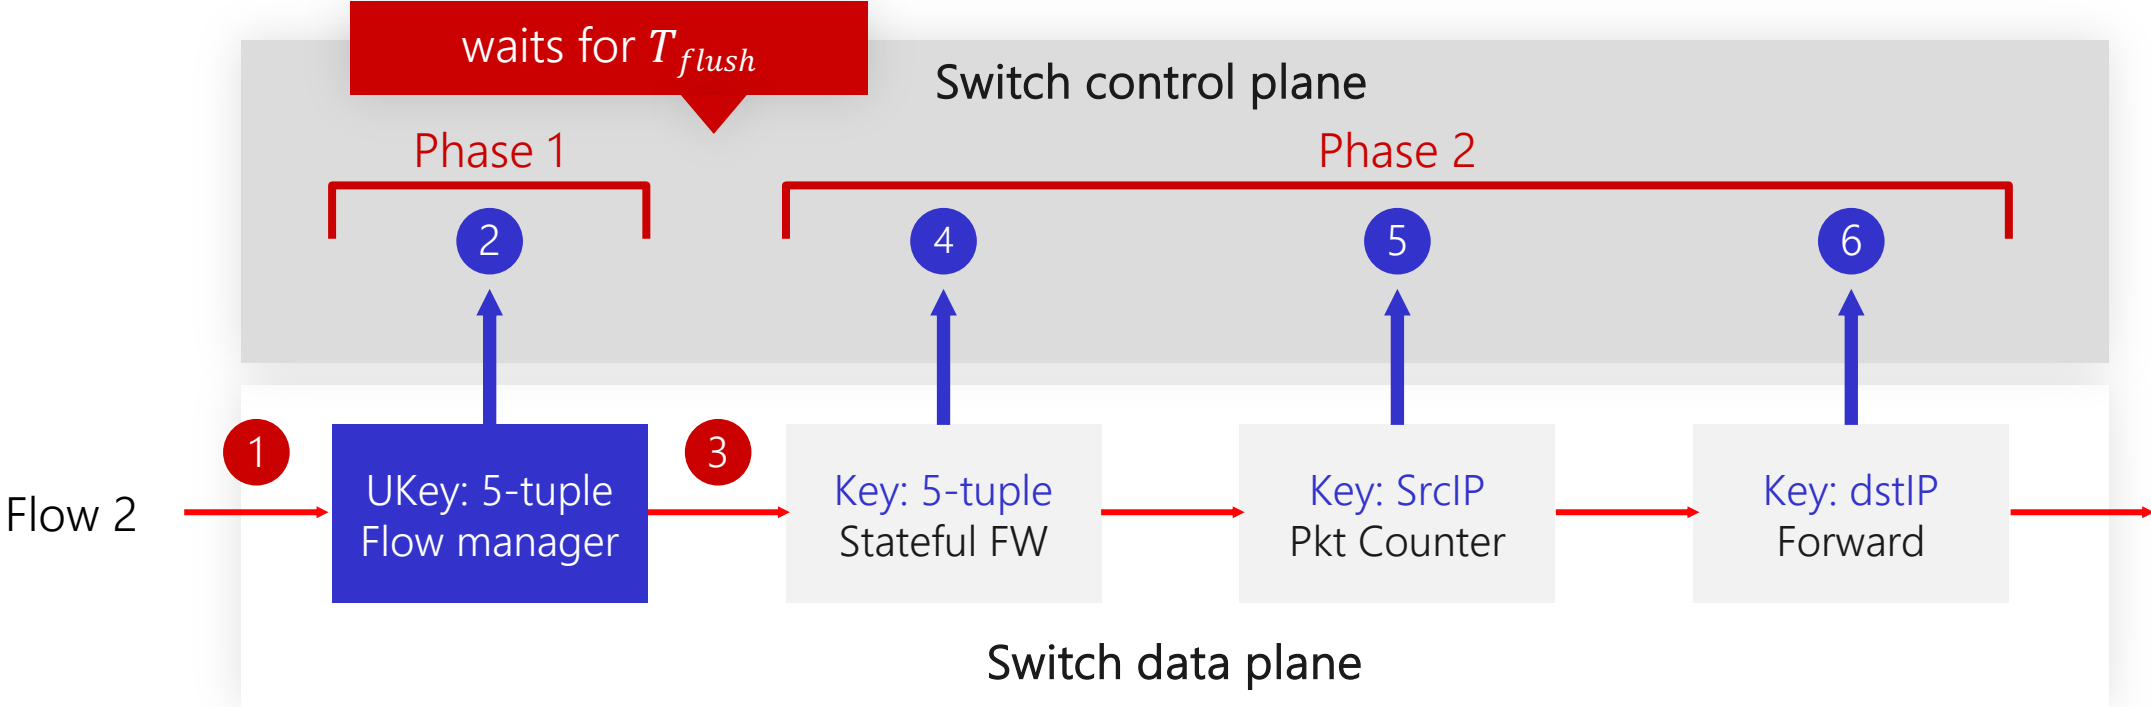 waits for T_flush
Switch control plane
Phase 1
Phase 2
2
4
5
6
1
3
Flow 2
UKey: 5-tuple
Flow manager
Key: 5-tuple
Stateful FW
Key: SrcIP
Pkt Counter
Key: dstIP
Forward
Switch data plane